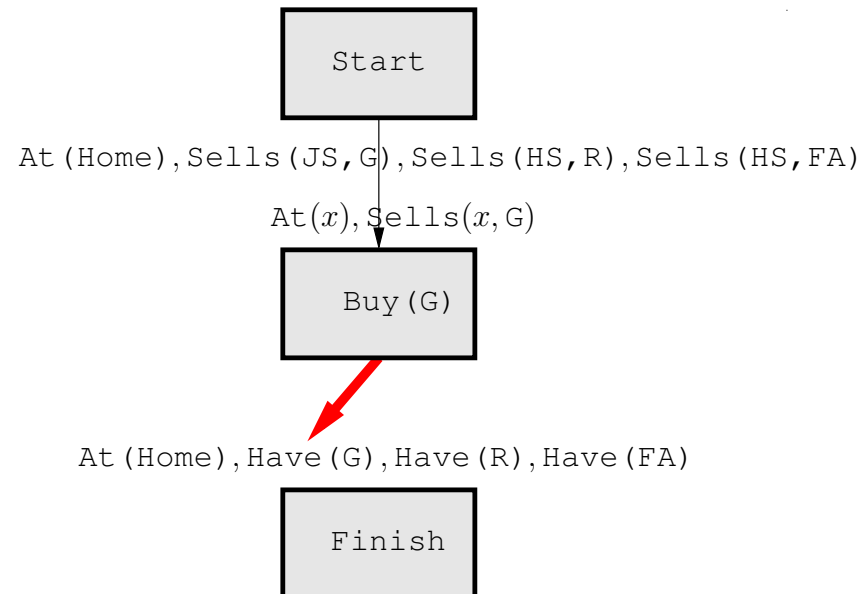 Start
At(Home),Sells(JS,G),Sells(HS,R),Sells(HS,FA)
At(x),Sells(x,G)
Buy(G)
At(Home),Have(G),Have(R),Have(FA)
Finish